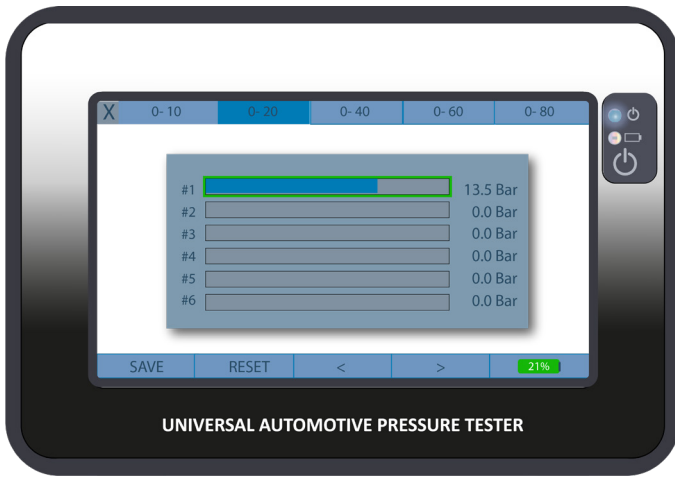 X 0- 10 0- 20 0- 40 0- 60 0- 80
#1 13.5 Bar
#2 0.0 Bar
#3 0.0 Bar
#4 0.0 Bar
#5 0.0 Bar
#6 0.0 Bar
SAVE RESET < > 21%
UNIVERSAL AUTOMOTIVE PRESSURE TESTER